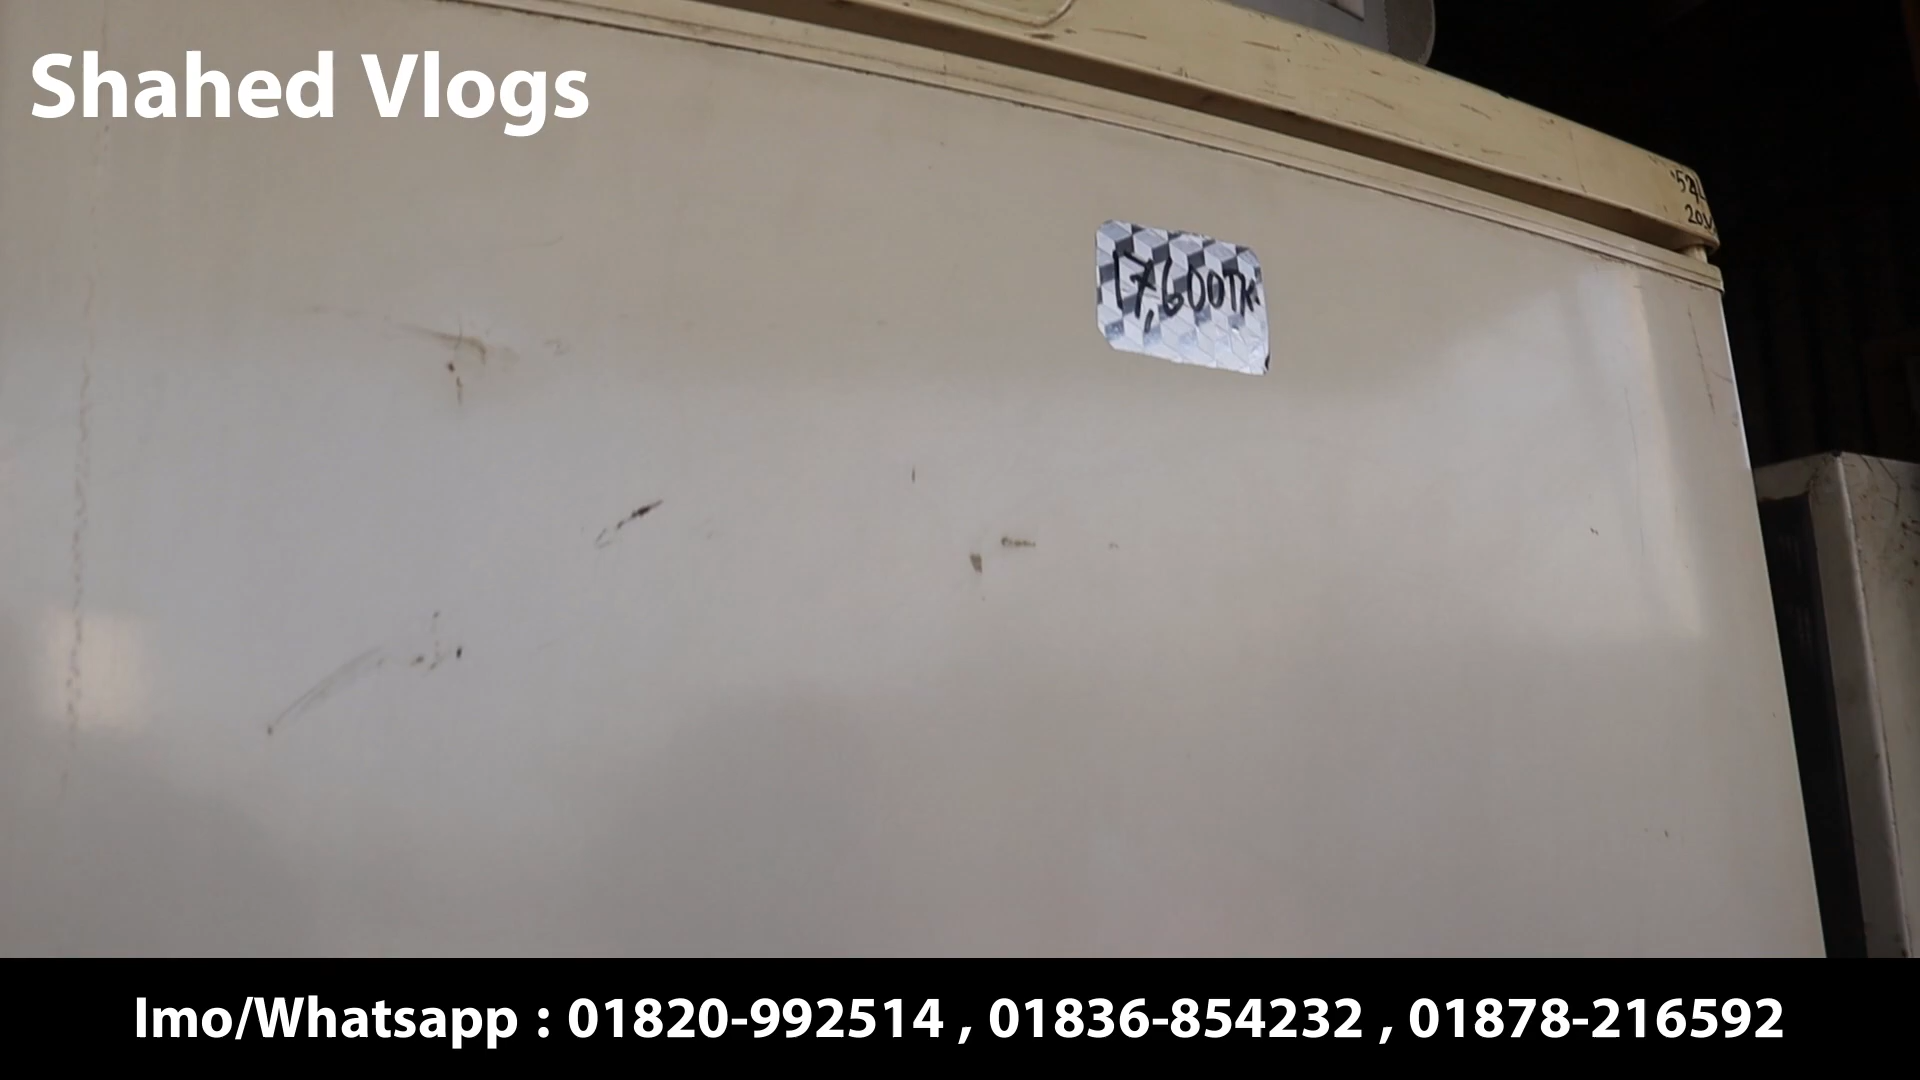 Shahed Vlogs
17,600TK
Imo/Whatsapp : 01820-992514 , 01836-854232 , 01878-216592